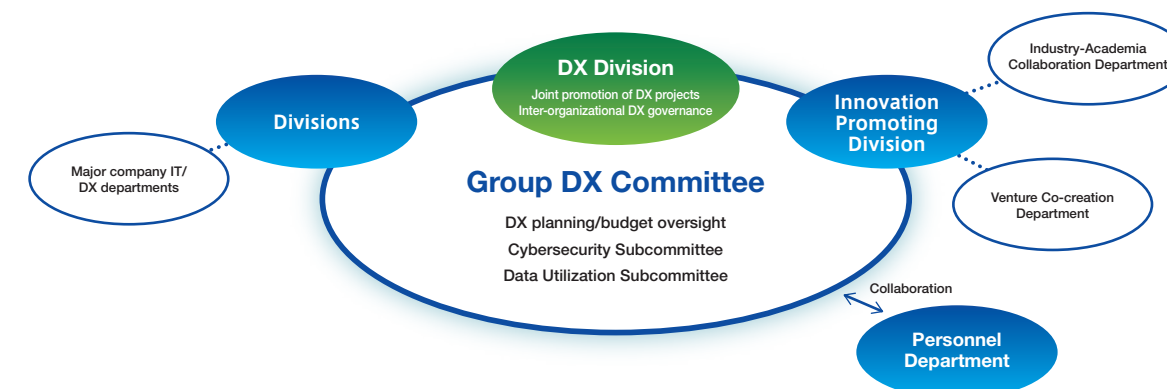 DX Division
Joint promotion of DX projects
Inter-organizational DX governance
Divisions
Major company IT/
DX departments
Innovation
Promoting
Division
Industry-Academia
Collaboration Department
Venture Co-creation
Department
Group DX Committee
DX planning/budget oversight
Cybersecurity Subcommittee
Data Utilization Subcommittee
Collaboration
Personnel
Department